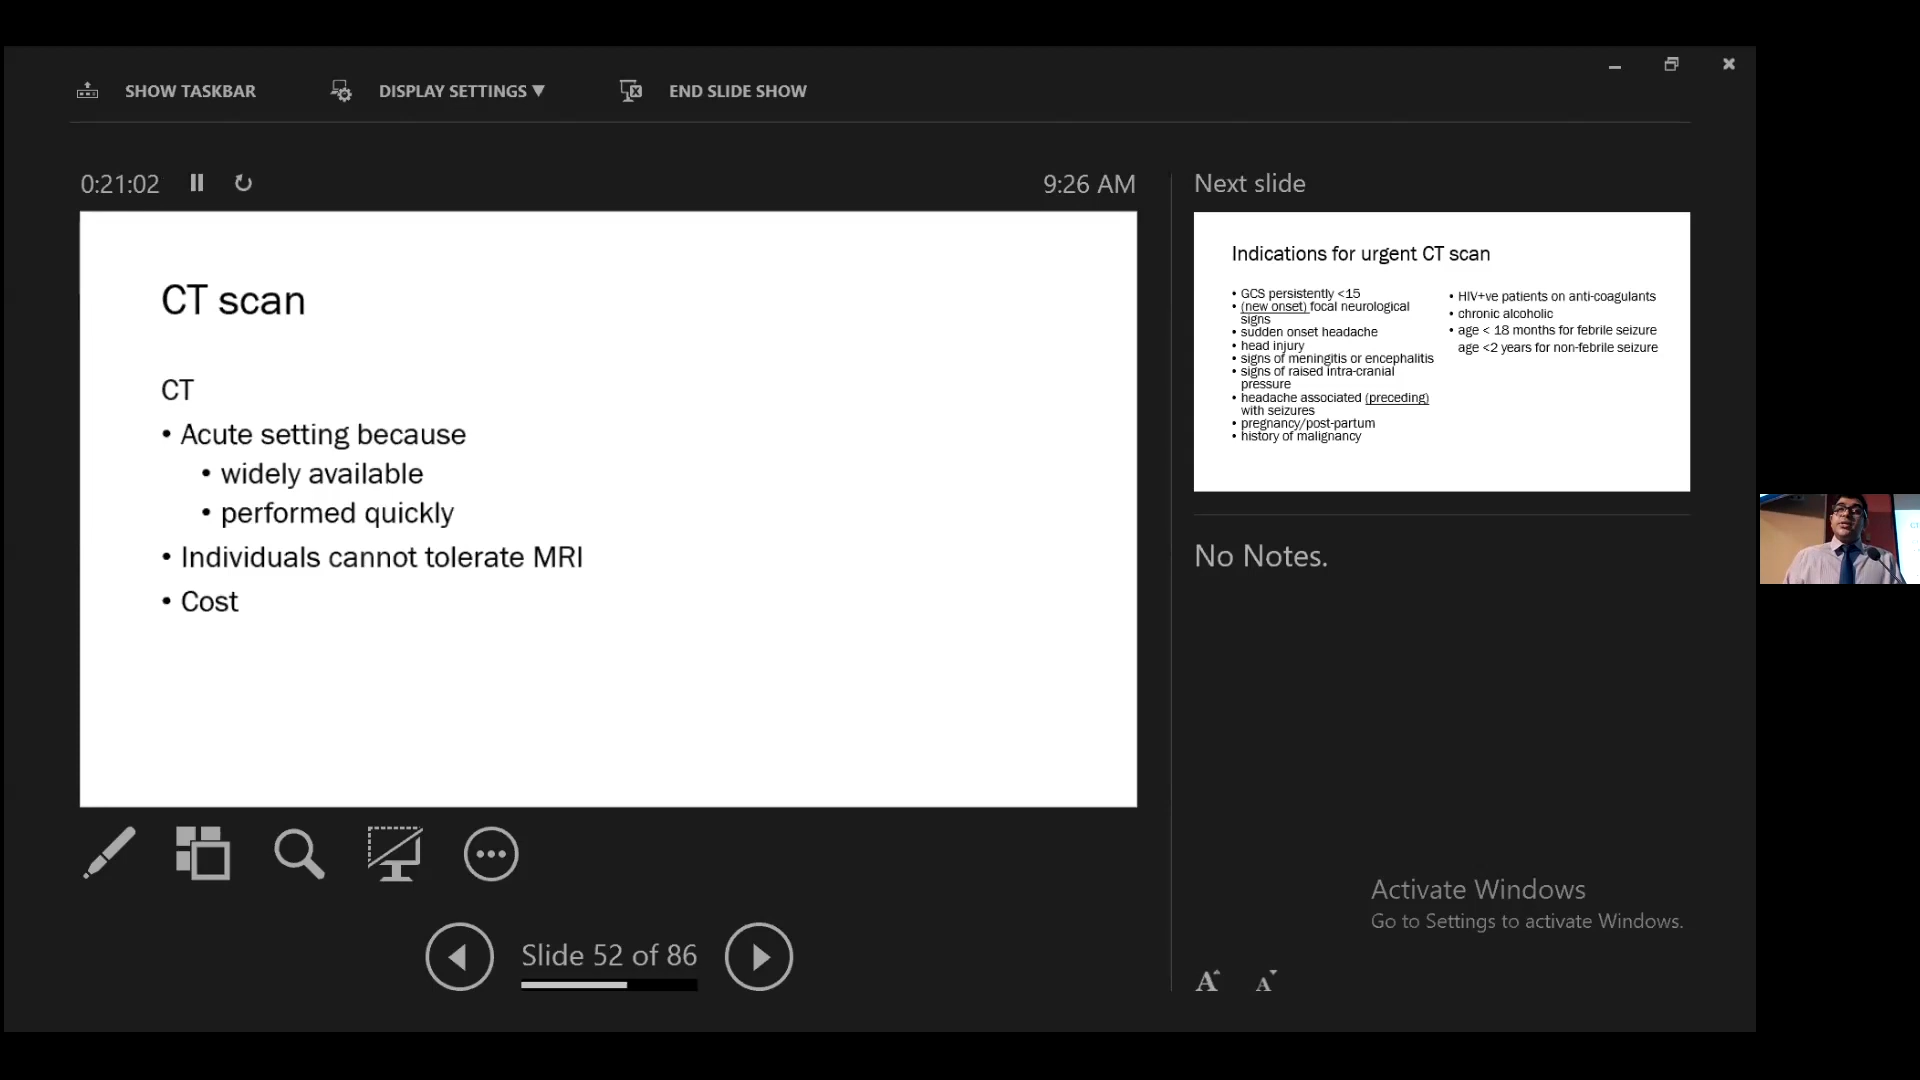 SHOW TASKBAR
DISPLAY SETTINGS ▼
END SLIDE SHOW
0:21:02
9:26 AM
CT scan
CT
• Acute setting because
• widely available
• performed quickly
• Individuals cannot tolerate MRI
• Cost
Slide 52 of 86
Next slide
Indications for urgent CT scan
• GCS persistently <15
• (new onset) focal neurological
signs
• sudden onset headache
• head injury
• signs of meningitis or encephalitis
• signs of raised intra-cranial
pressure
• headache associated (preceding)
with seizures
• pregnancy/post-partum
• history of malignancy
• HIV+ve patients on anti-coagulants
• chronic alcoholic
• age < 18 months for febrile seizure
age <2 years for non-febrile seizure
No Notes.
Activate Windows
Go to Settings to activate Windows.
A A